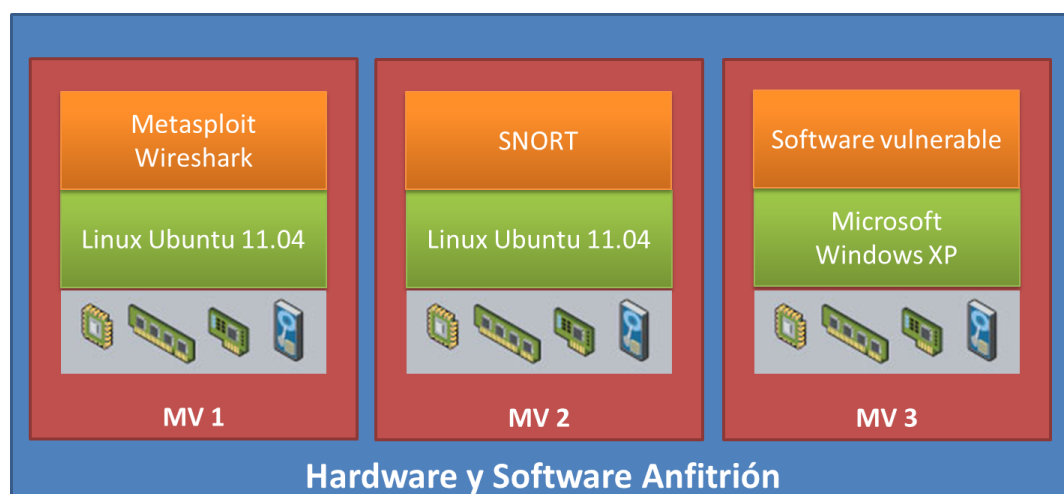 Metasploit
Wireshark
Linux Ubuntu 11.04
MV 1
SNORT
Linux Ubuntu 11.04
MV 2
Software vulnerable
Microsoft
Windows XP
MV 3
Hardware y Software Anfitrión